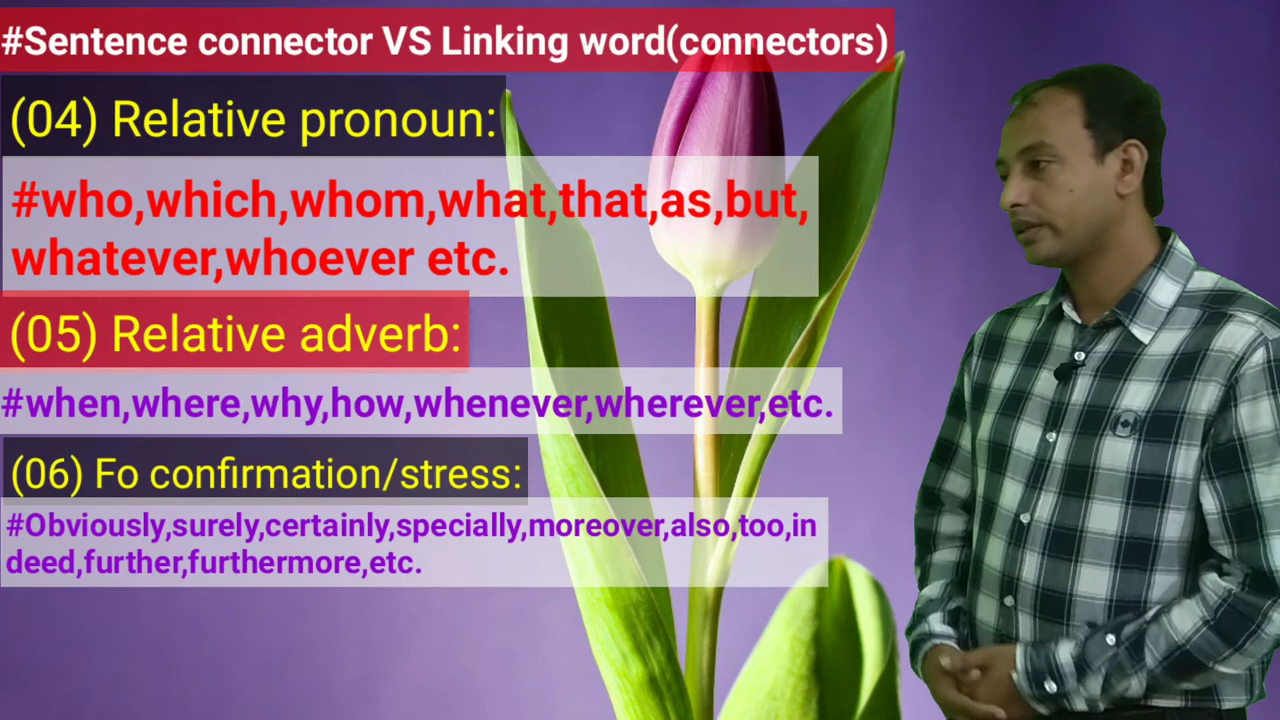 #Sentence connector VS Linking word(connectors)
(04) Relative pronoun:
#who,which,whom,what,that,as,but,
whatever,whoever etc.
(05) Relative adverb:
#when,where,why,how,whenever,wherever,etc.
(06) Fo confirmation/stress:
#Obviously,surely,certainly,specially,moreover,also,too,in
deed,further,furthermore,etc.